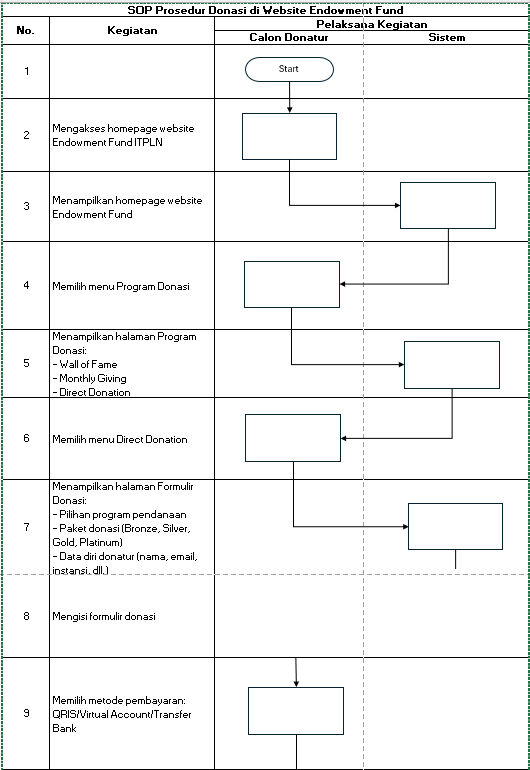 SOP Prosedur Donasi di Website Endowment Fund
No.
Kegiatan
Pelaksana Kegiatan
Calon Donatur
Sistem
1
Start
2
Mengakses homepage website
Endowment Fund ITPLN
3
Menampilkan homepage website
Endowment Fund
4
Memilih menu Program Donasi
5
Menampilkan halaman Program
Donasi:
- Wall of Fame
- Monthly Giving
- Direct Donation
6
Memilih menu Direct Donation
7
Menampilkan halaman Formulir
Donasi:
- Pilihan program pendanaan
- Paket donasi (Bronze, Silver,
Gold, Platinum)
- Data diri donatur (nama, email,
instansi, dll.)
8
Mengisi formulir donasi
9
Memilih metode pembayaran:
QRIS/Virtual Account/Transfer
Bank